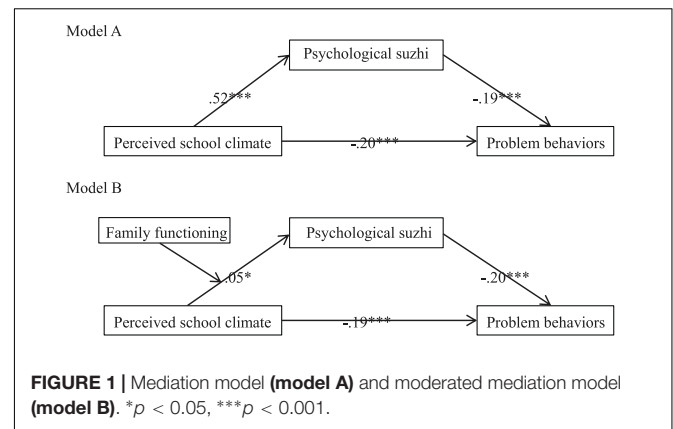 Model A
Psychological suzhi
.52***
-.19***
Perceived school climate
-.20***
Problem behaviors
Model B
Family functioning
Psychological suzhi
.05*
-.20***
Perceived school climate
-.19***
Problem behaviors
FIGURE 1 | Mediation model (model A) and moderated mediation model
(model B). *p < 0.05, ***p < 0.001.